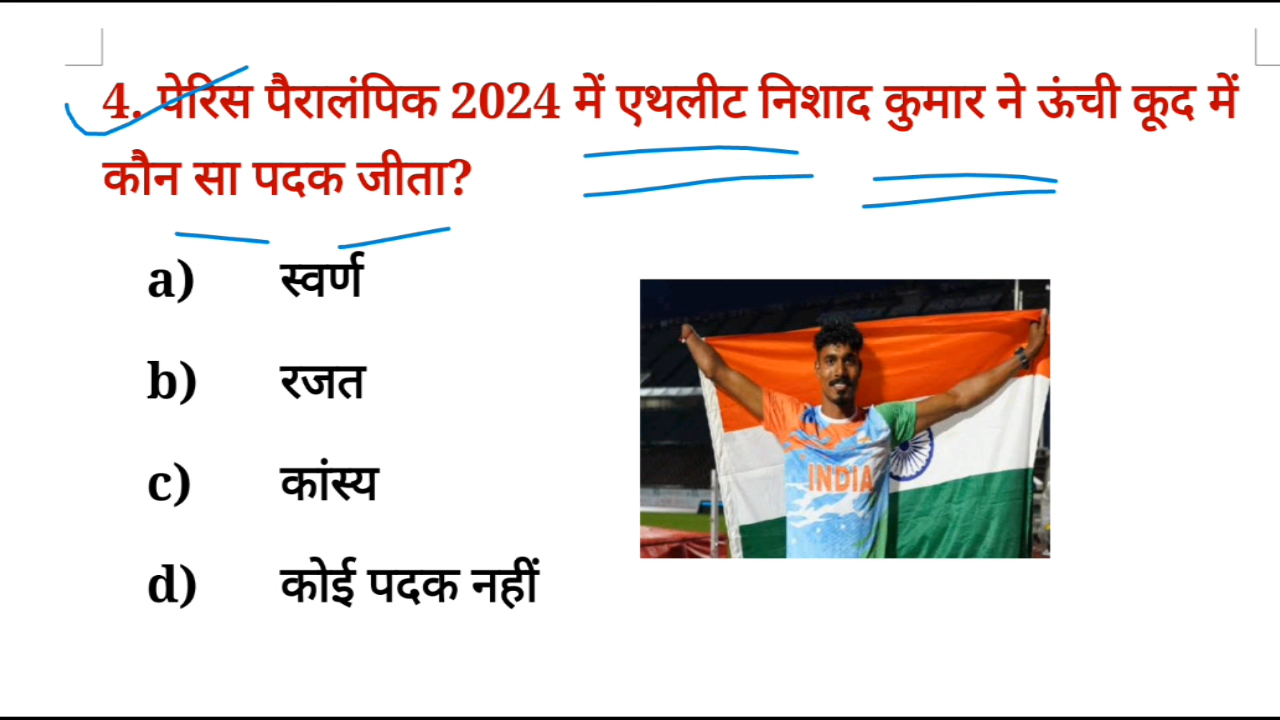 4. पेरिस पैरालंपिक 2024 में एथलीट निशाद कुमार ने ऊंची कूद में
कौन सा पदक जीता?
a) स्वर्ण
b) रजत
c) कांस्य
d) कोई पदक नहीं
INDIA